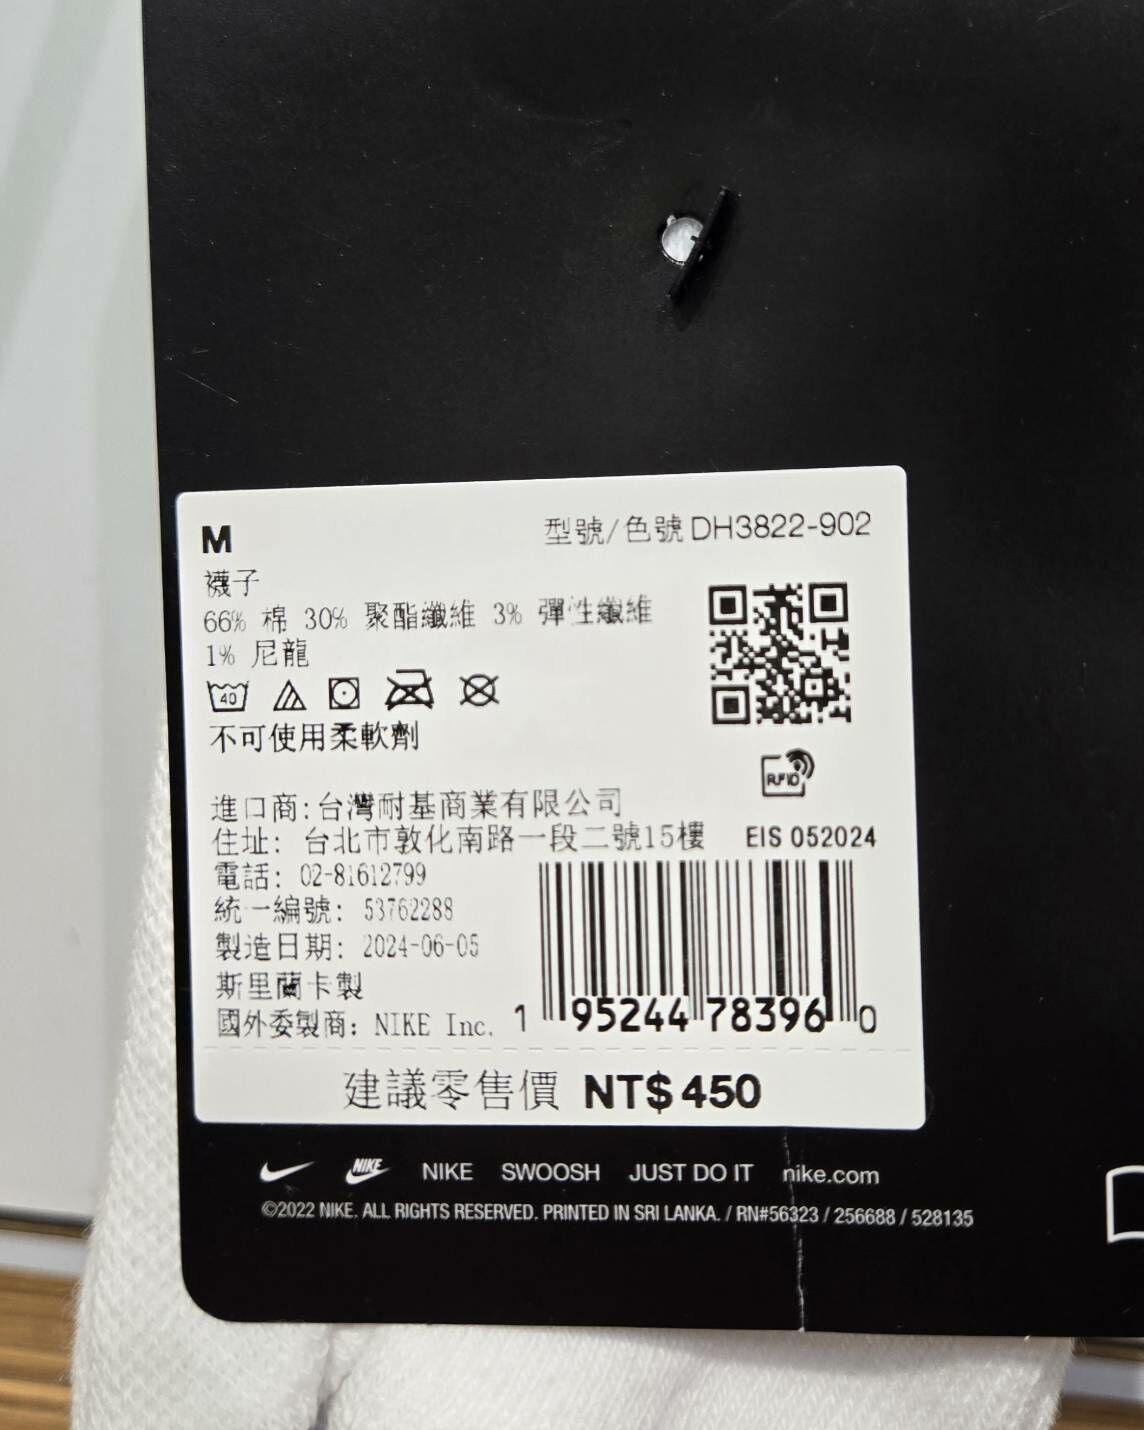 M
型號/色號 DH3822-902
襪子
66% 棉 30% 聚酯纖維 3% 彈性纖維
1% 尼龍
40
不可使用柔軟劑
RFID
進口商:台灣耐基商業有限公司
住址: 台北市敦化南路一段二號15樓
EIS 052024
電話: 02-81612799
統一編號: 53762288
製造日期: 2024-06-05
斯里蘭卡製
國外委製商: NIKE Inc.
1 95244 78396 0
建議零售價 NT$450
NIKE NIKE SWOOSH JUST DO IT nike.com
©2022 NIKE. ALL RIGHTS RESERVED. PRINTED IN SRI LANKA. / RN#56323 / 256688 / 528135